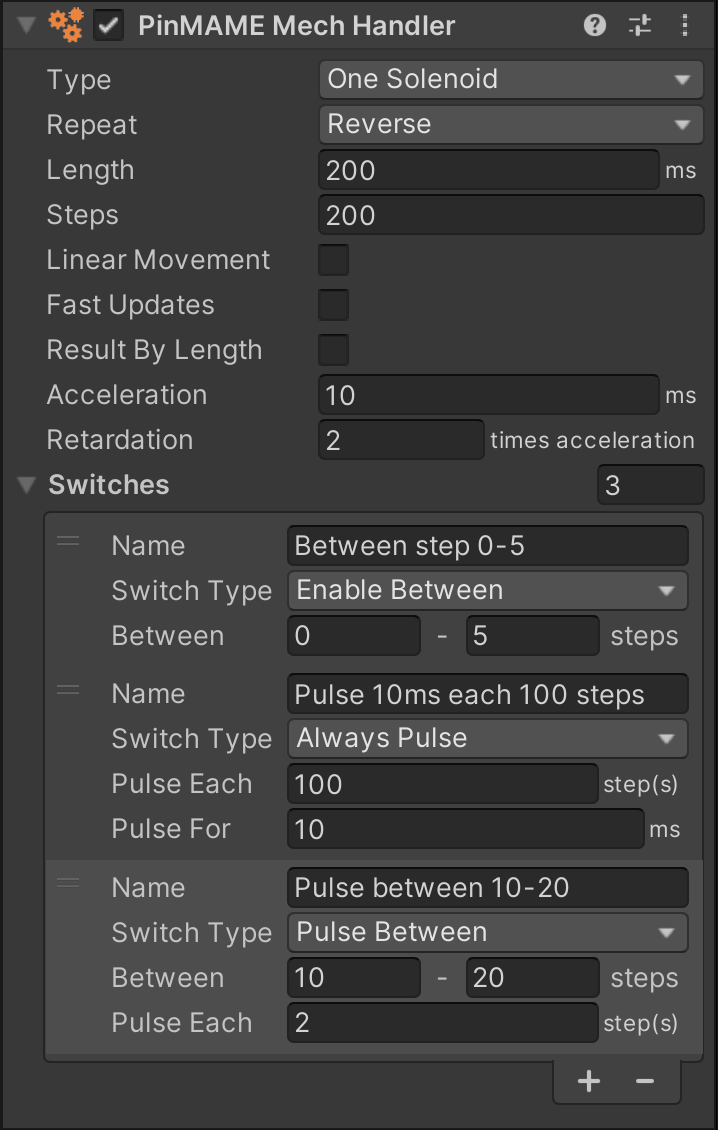 PinMAME Mech Handler
Type One Solenoid
Repeat Reverse
Length 200 ms
Steps 200
Linear Movement
Fast Updates
Result By Length
Acceleration 10 ms
Retardation 2 times acceleration
Switches 3
Name Between step 0-5
Switch Type Enable Between
Between 0 - 5 steps
Name Pulse 10ms each 100 steps
Switch Type Always Pulse
Pulse Each 100 step(s)
Pulse For 10 ms
Name Pulse between 10-20
Switch Type Pulse Between
Between 10 - 20 steps
Pulse Each 2 step(s)